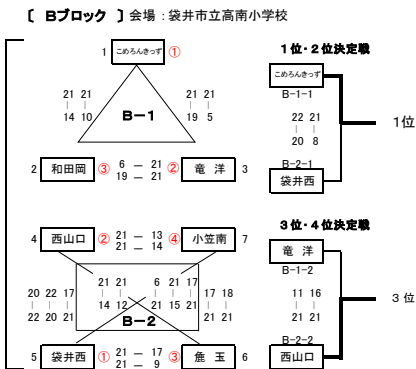 〔 Bブロック 〕 会場：袋井市立高南小学校
1 こめろんきっず ①
1位・2位決定戦
こめろんきっず
B-1-1
21 21
| |
14 10
B－1
21 21
| |
19 5
22 21
| |
20 8
1位
2 和田岡 ③ 6 － 21 ② 竜洋 3
19 － 21
B-2-1
袋井西
3位・4位決定戦
4 西山口 ② 21 － 13 ④ 小笠南 7
21 － 14
竜洋
B-1-2
20 22 17
| | |
22 20 21
21 21
| |
14 12
6 21 17
| | |
21 15 21
17 18
| |
21 21
B－2
11 16
| |
21 21
3位
B-2-2
西山口
5 袋井西 ① 21 － 17 ③ 玉 6
21 － 9